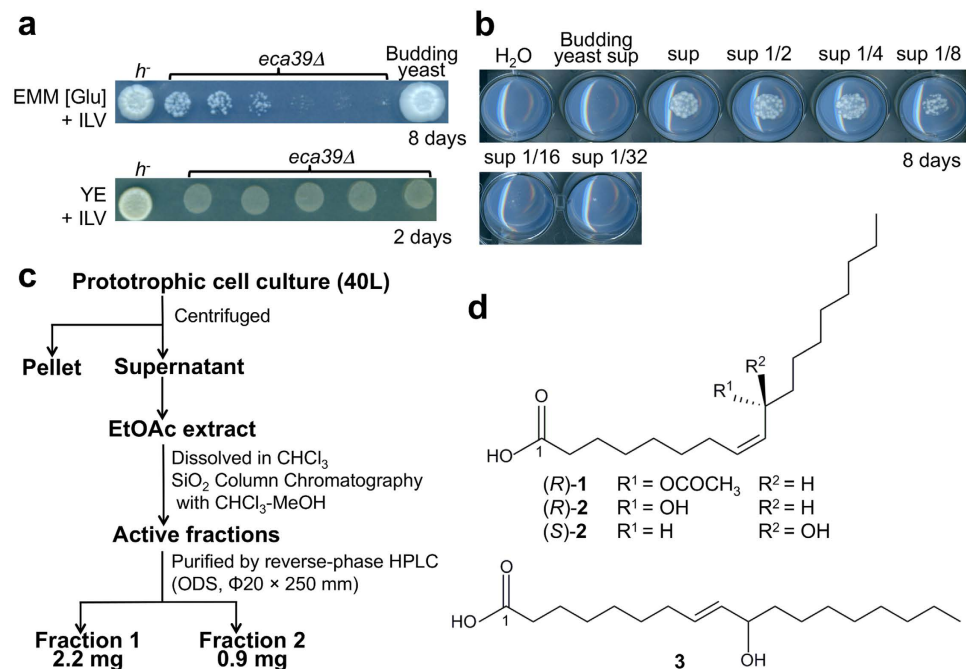 a
eca39Δ
h-
Budding
yeast
EMM [Glu]
+ ILV
8 days
eca39Δ
h-
YE
+ ILV
2 days
b
H2O
Budding
yeast sup
sup
sup 1/2
sup 1/4
sup 1/8
sup 1/16
sup 1/32
8 days
c
Prototrophic cell culture (40L)
Centrifuged
Pellet
Supernatant
EtOAc extract
Dissolved in CHCl3
SiO2 Column Chromatography
with CHCl3-MeOH
Active fractions
Purified by reverse-phase HPLC
(ODS, Φ20 × 250 mm)
Fraction 1
2.2 mg
Fraction 2
0.9 mg
d
R2
R1
O
HO
1
(R)-1 R1 = OCOCH3 R2 = H
(R)-2 R1 = OH R2 = H
(S)-2 R1 = H R2 = OH
O
HO
1
OH
3